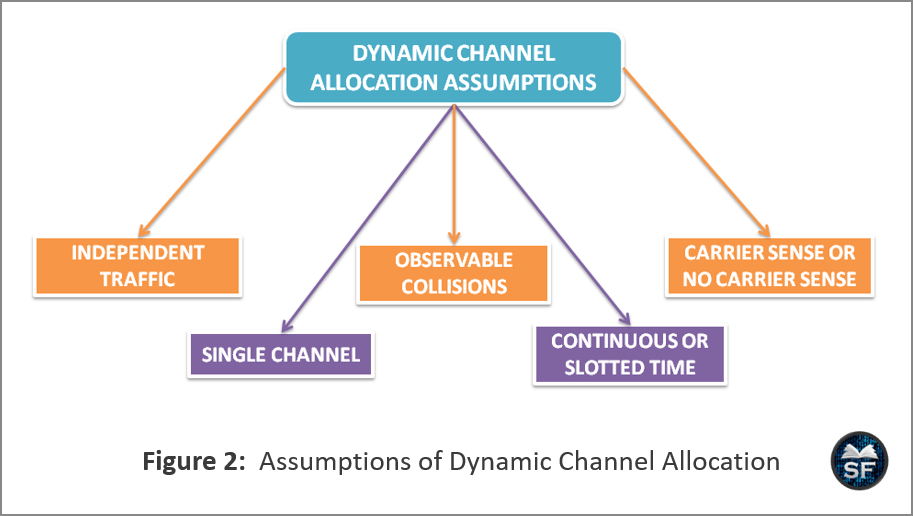 DYNAMIC CHANNEL
ALLOCATION ASSUMPTIONS
INDEPENDENT
TRAFFIC
OBSERVABLE
COLLISIONS
CARRIER SENSE OR
NO CARRIER SENSE
SINGLE CHANNEL
CONTINUOUS OR
SLOTTED TIME
Figure 2: Assumptions of Dynamic Channel Allocation
SF